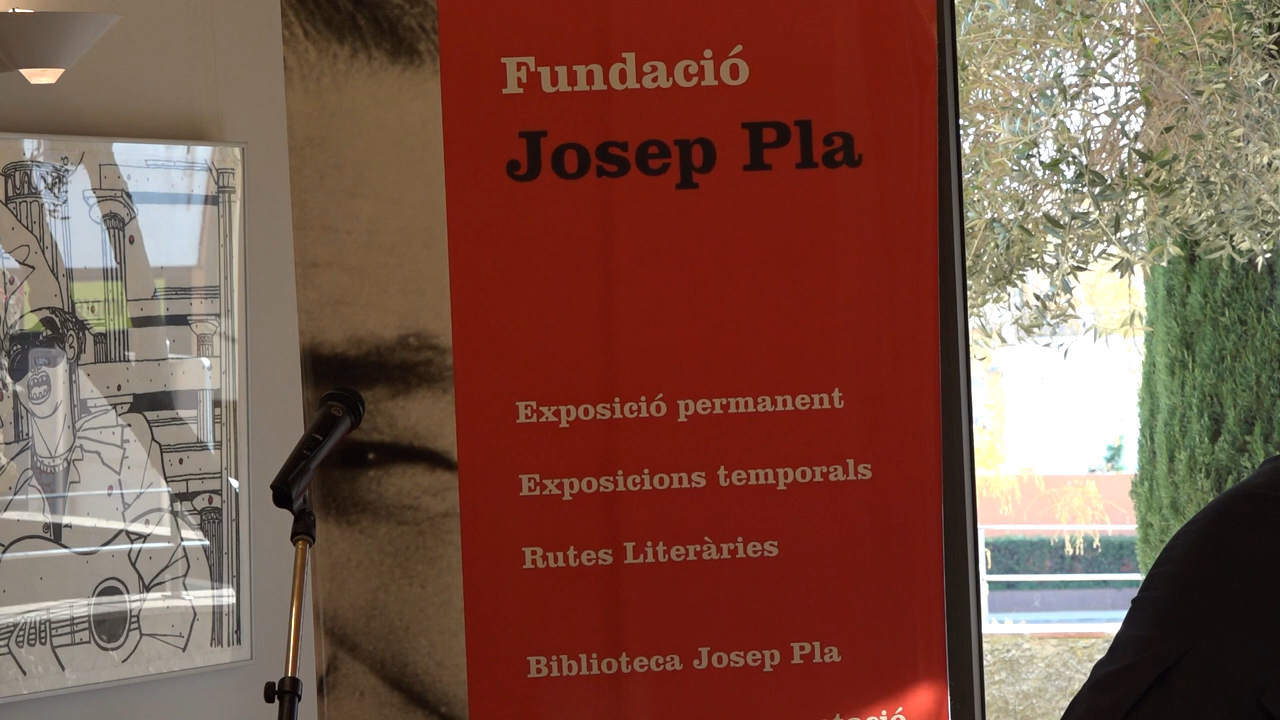 Fundació
Josep Pla
Exposició permanent
Exposicions temporals
Rutes Literàries
Biblioteca Josep Pla